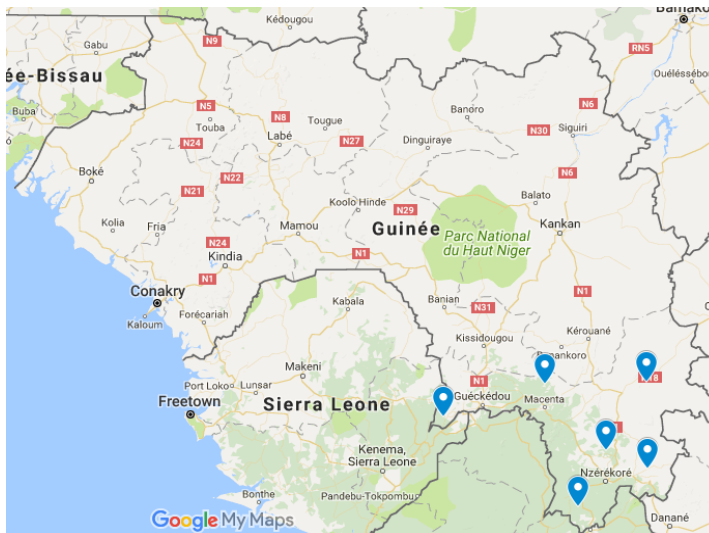 Kédougou
Bamako
N9
Gabu
RN5
ée-Bissau
Ouéléssébou
Buba
N5
Touba
N8
Tougue
Banoro
N6
Labé
N30
Siguiri
N24
N27
Dinguiraye
Boké
N22
N6
N21
Balato
Koolo Hinde
N29
Kolia
Fria
Mamou
Guinée
Kankan
N24
Parc National
du Haut Niger
N1
Kindia
N1
Conakry
Banian
N1
Kaloum
Forécariah
Kabala
N31
Kissidougou
Kérouané
Makeni
Port Loko
Lunsar
N1
Freetown
Sierra Leone
Guéckédou
Macenta
Kenema,
Sierra Leone
Nzérékoré
Bonthe
Pandebu-Tokpombu
Danané
Google My Maps